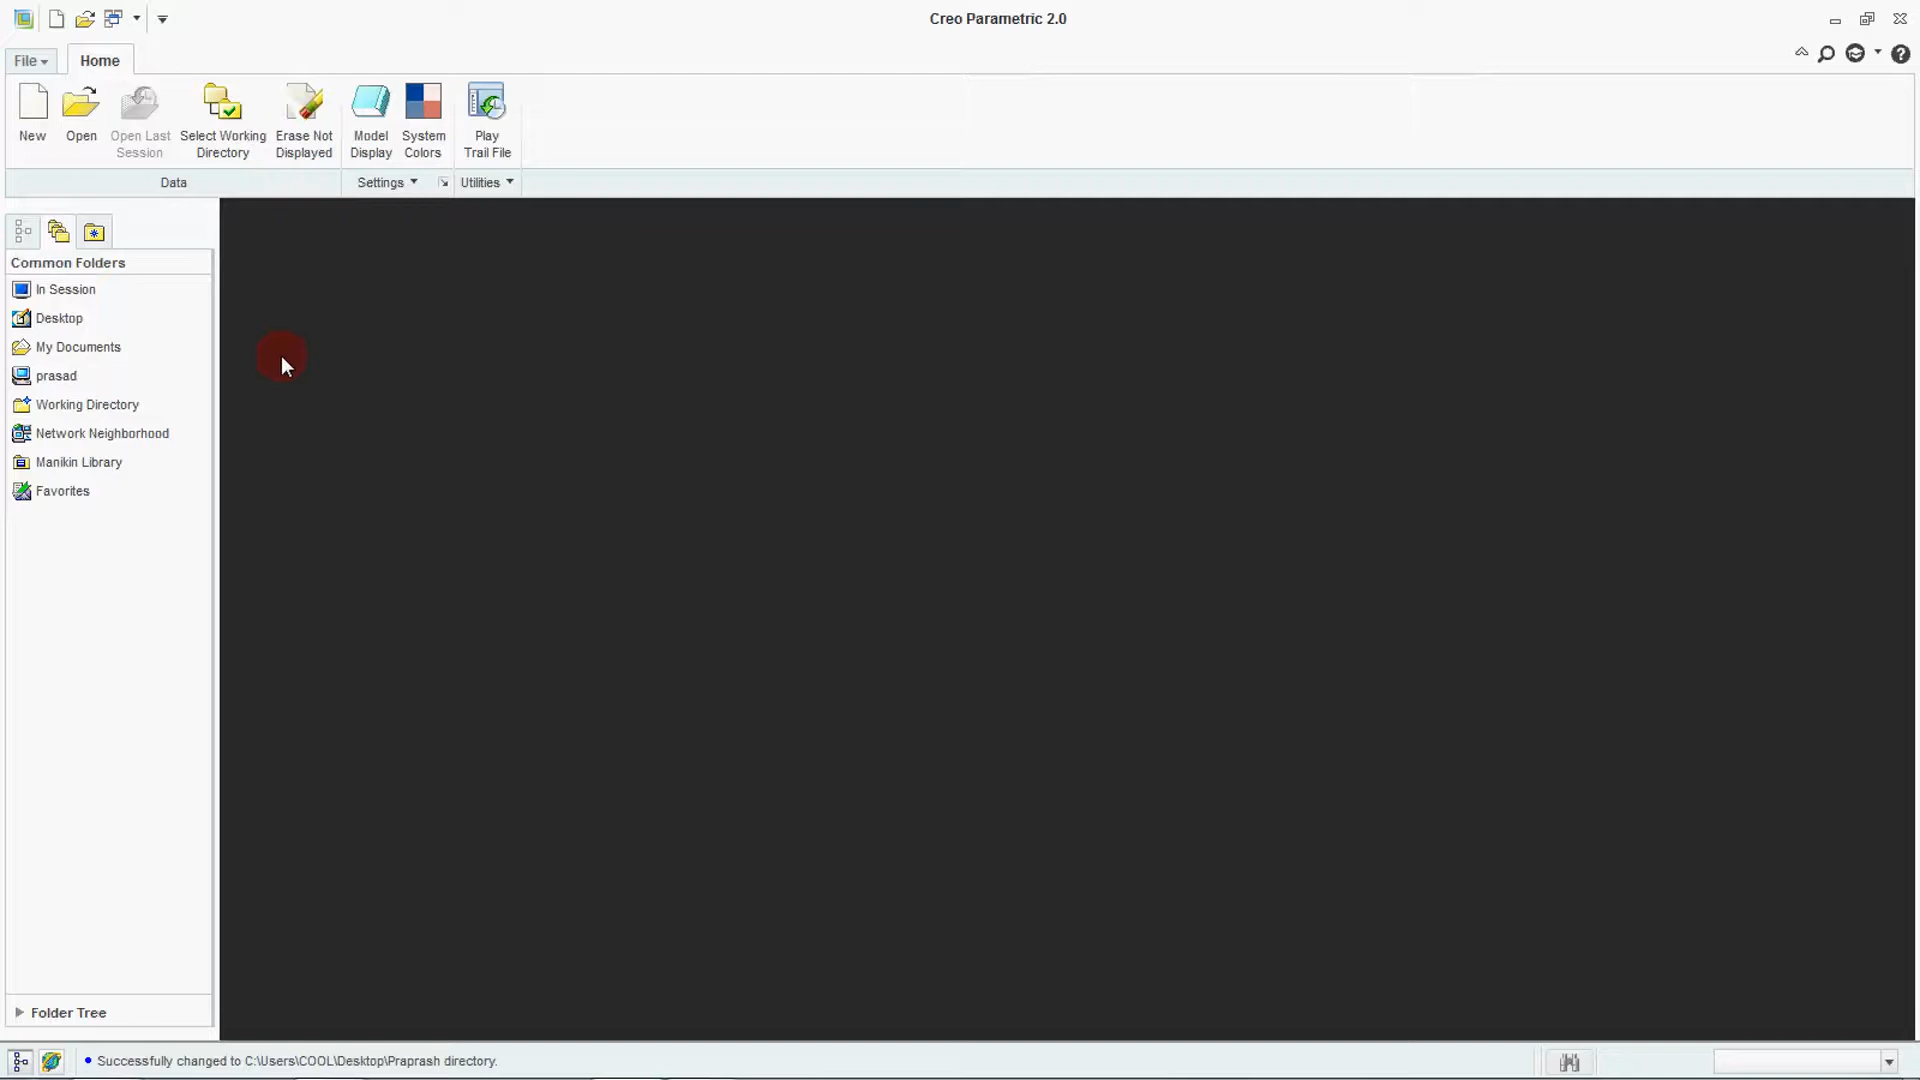 Creo Parametric 2.0
File
Home
New
Open
Open Last
Session
Select Working
Directory
Erase Not
Displayed
Model
Display
System
Colors
Play
Trail File
Data
Settings
Utilities
Common Folders
In Session
Desktop
My Documents
prasad
Working Directory
Network Neighborhood
Manikin Library
Favorites
Folder Tree
Successfully changed to C:\Users\COOL\Desktop\Praprash directory.